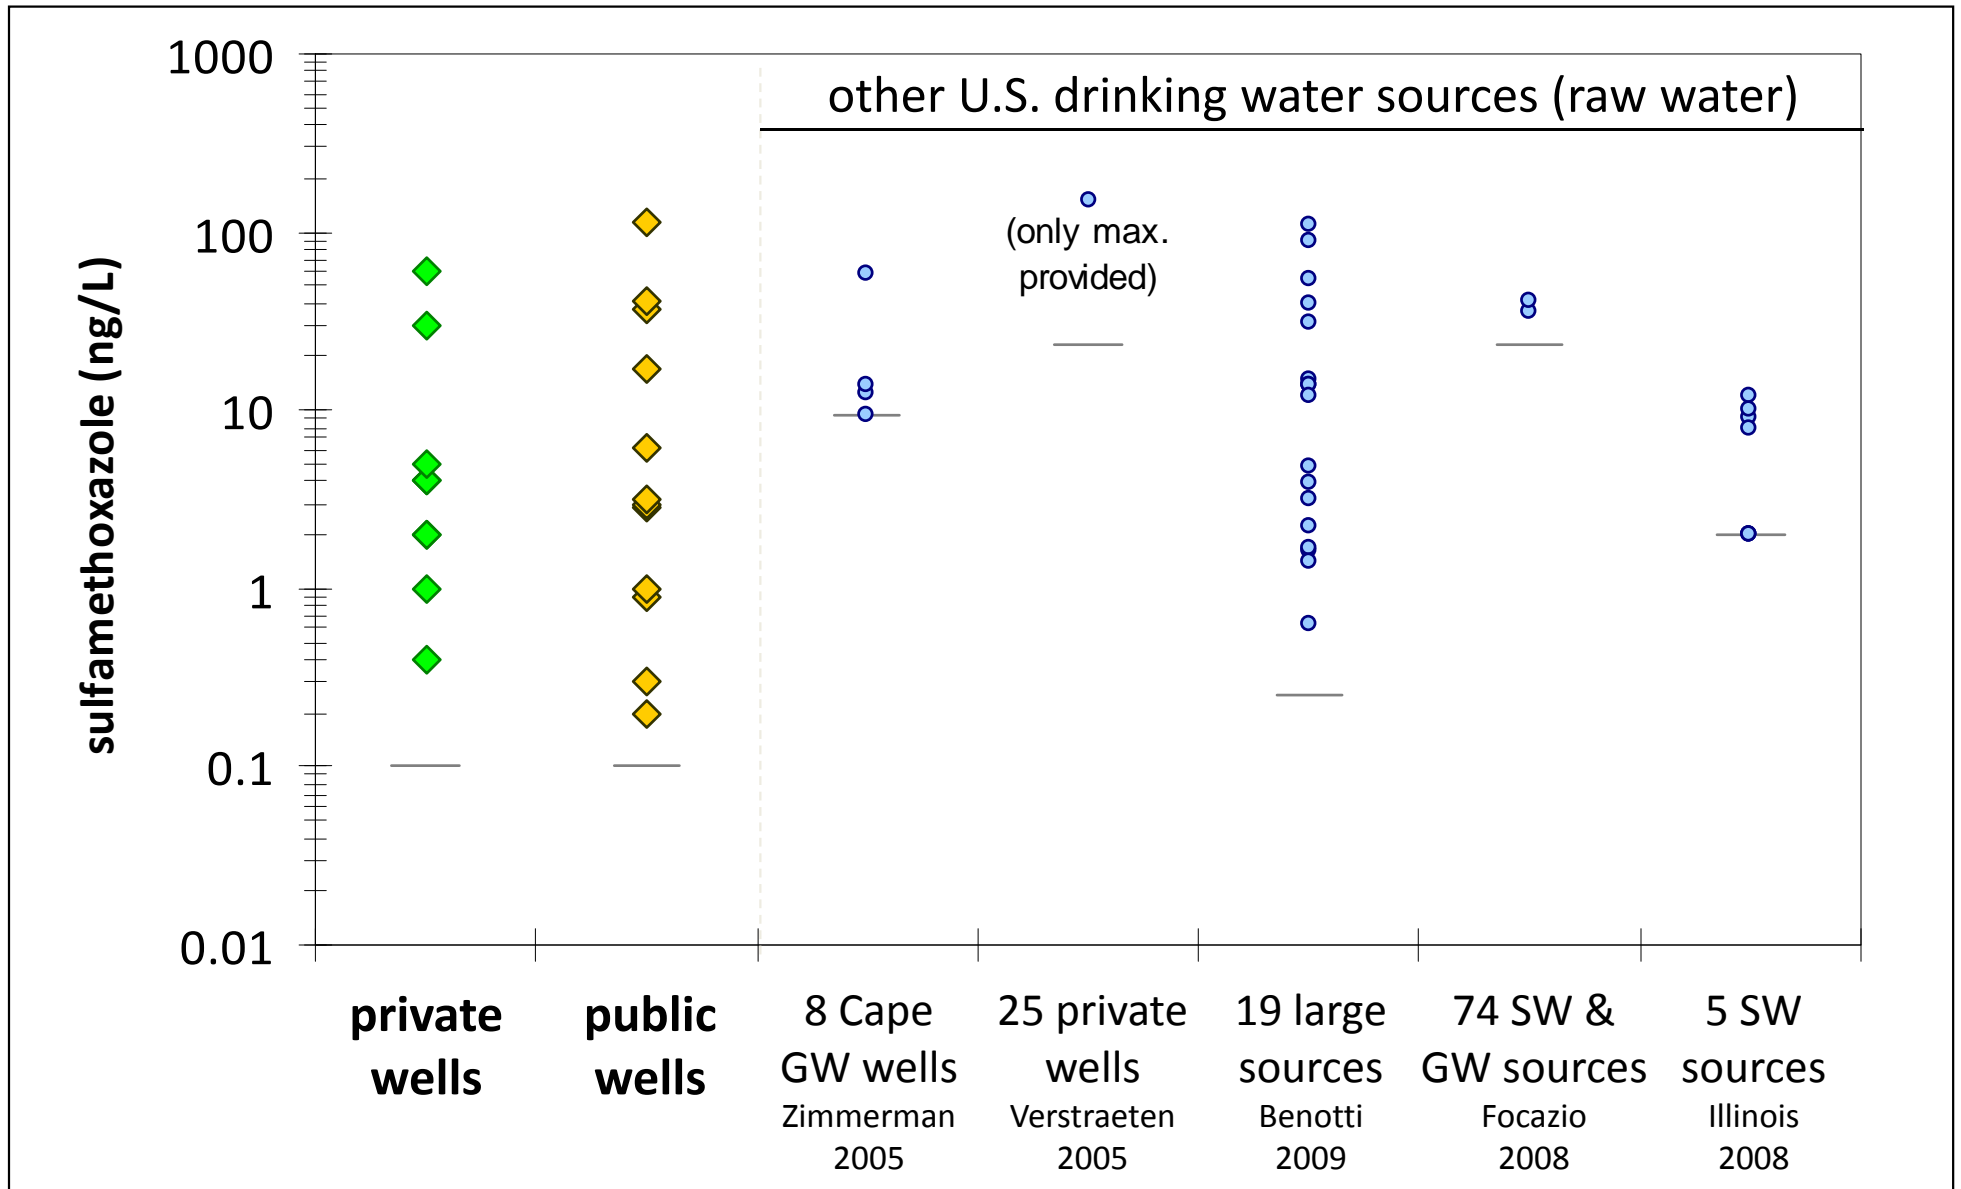 1000
100
10
1
0.1
0.01
sulfamethoxazole (ng/L)
other U.S. drinking water sources (raw water)
(only max.
provided)
private
wells
public
wells
8 Cape
GW wells
Zimmerman
2005
25 private
wells
Verstraeten
2005
19 large
sources
Benotti
2009
74 SW &
GW sources
Focazio
2008
5 SW
sources
Illinois
2008